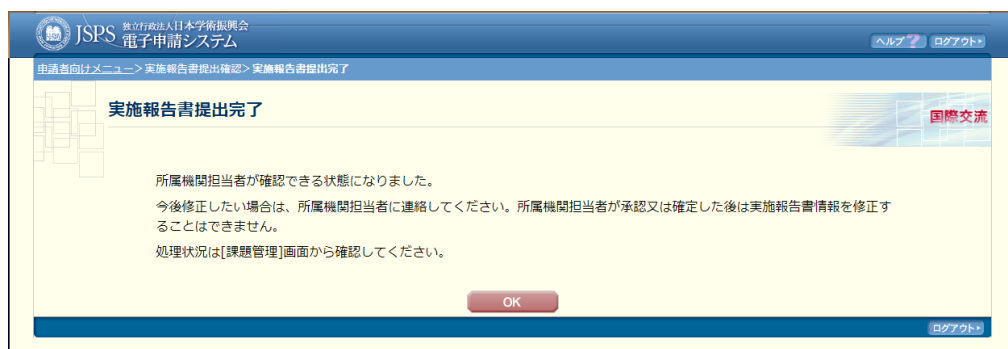 JSPS 独立行政法人日本学術振興会
電子申請システム
ヘルプ? ログアウト
申請者向けメニュー>実施報告書提出確認>実施報告書提出完了
実施報告書提出完了
国際交流
所属機関担当者が確認できる状態になりました。
今後修正したい場合は、所属機関担当者に連絡してください。所属機関担当者が承認又は確定した後は実施報告書情報を修正す
ることはできません。
処理状況は[課題管理]画面から確認してください。
OK
ログアウト